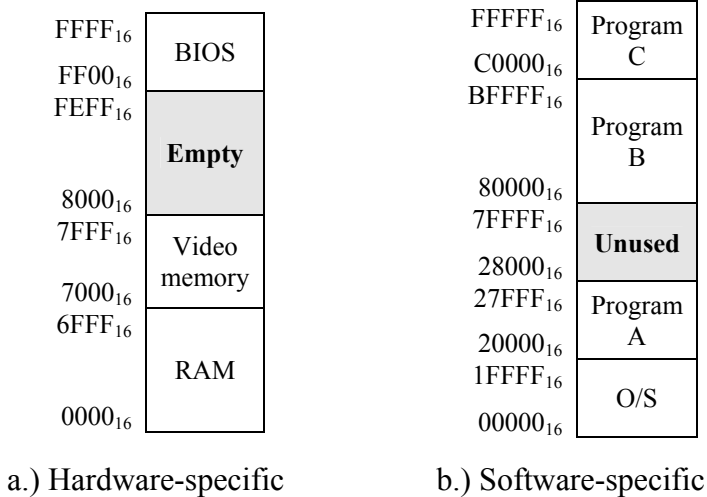 FFFF₁₆
BIOS
FF00₁₆
FEFF₁₆
Empty
8000₁₆
7FFF₁₆
Video
memory
7000₁₆
6FFF₁₆
RAM
0000₁₆
a.) Hardware-specific
FFFFF₁₆
Program
C
C0000₁₆
BFFFF₁₆
Program
B
80000₁₆
7FFFF₁₆
Unused
28000₁₆
27FFF₁₆
Program
A
20000₁₆
1FFFF₁₆
O/S
00000₁₆
b.) Software-specific